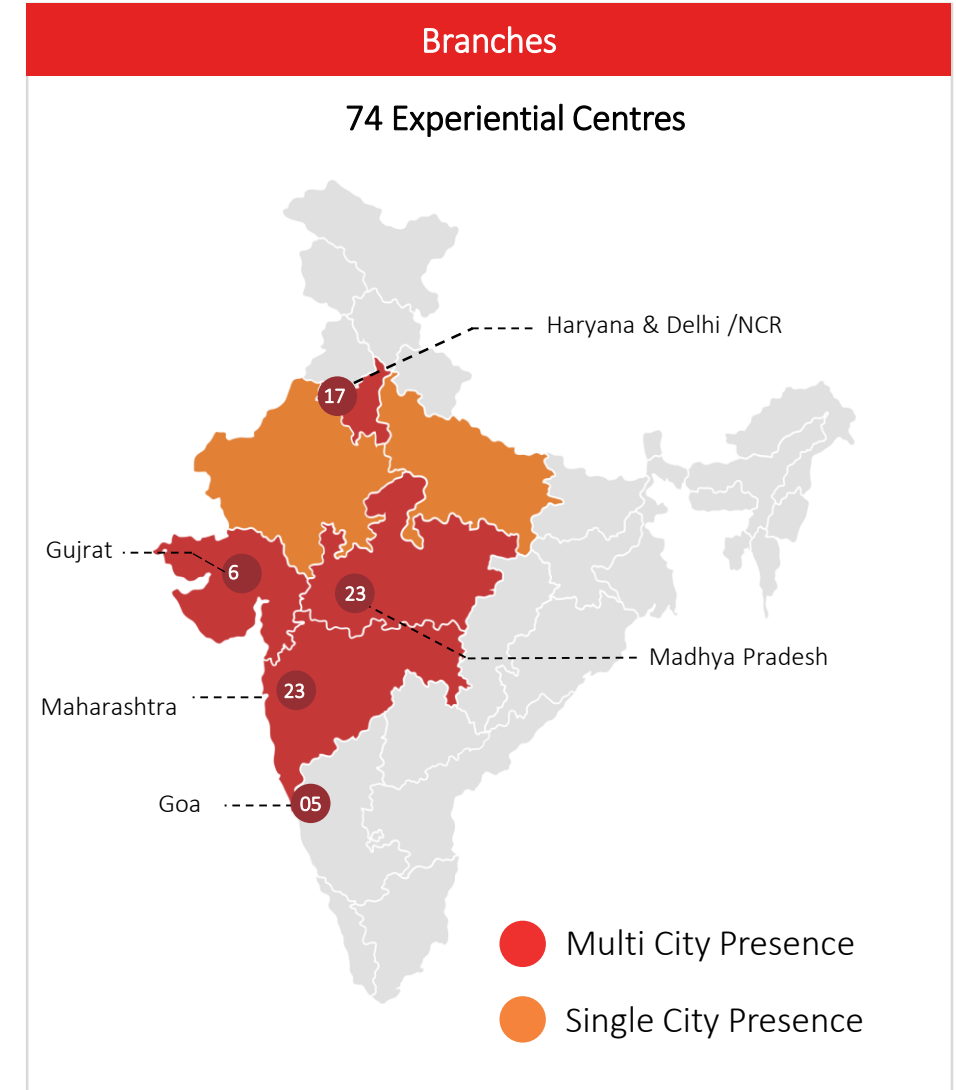 Branches
74 Experiential Centres
Haryana & Delhi /NCR
17
Gujrat
6
23
Madhya Pradesh
23
Maharashtra
Goa
05
Multi City Presence
Single City Presence